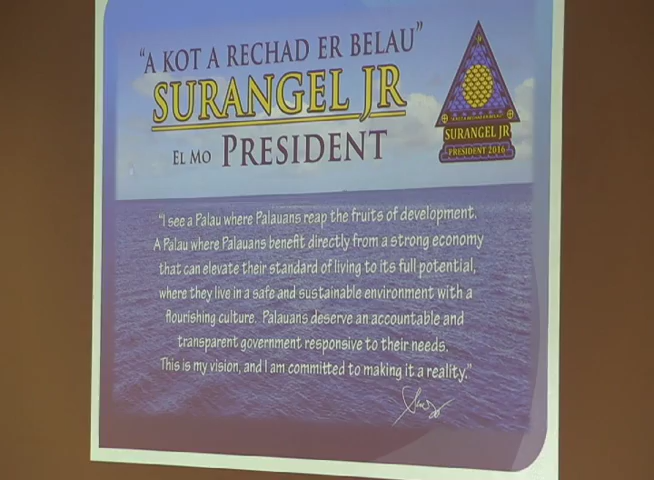 "A KOT A RECHAD ER BELAU"
SURANGEL JR
EL MO PRESIDENT
SURANGEL JR
PRESIDENT 2016
"I see a Palau where Palauans reap the fruits of development.
A Palau where Palauans benefit directly from a strong economy
that can elevate their standard of living to its full potential,
where they live in a safe and sustainable environment with a
flourishing culture. Palauans deserve an accountable and
transparent government responsive to their needs.
This is my vision, and I am committed to making it a reality."